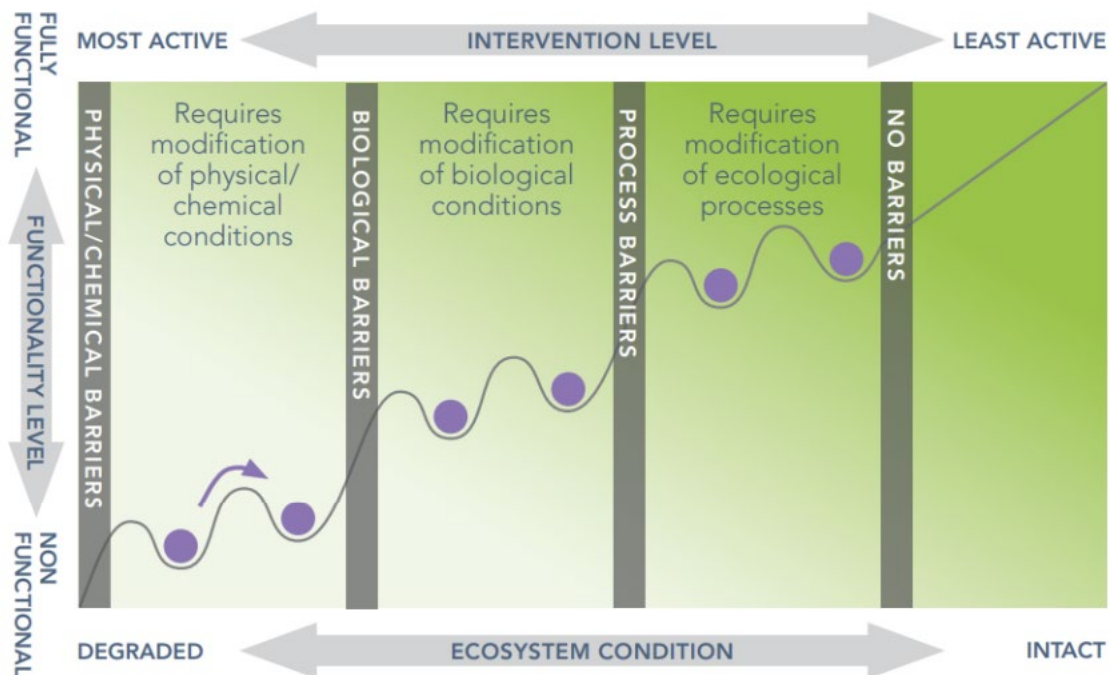 FULLY
FUNCTIONAL
MOST ACTIVE
INTERVENTION LEVEL
LEAST ACTIVE
PHYSICAL/CHEMICAL BARRIERS
Requires
modification
of physical/
chemical
conditions
BIOLOGICAL BARRIERS
Requires
modification
of biological
conditions
PROCESS BARRIERS
Requires
modification
of ecological
processes
NO BARRIERS
FUNCTIONALITY LEVEL
NON
FUNCTIONAL
DEGRADED
ECOSYSTEM CONDITION
INTACT